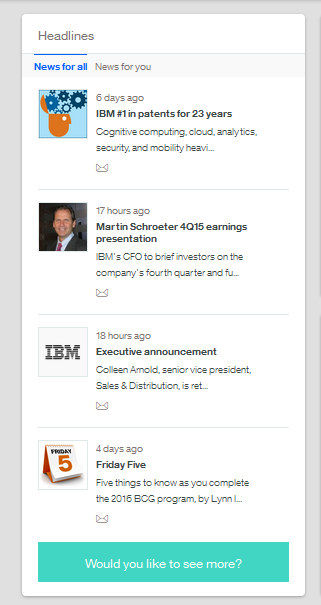 Headlines
News for all News for you
6 days ago
IBM #1 in patents for 23 years
Cognitive computing, cloud, analytics,
security, and mobility heavi...
17 hours ago
Martin Schroeter 4Q15 earnings
presentation
IBM's CFO to brief investors on the
company's fourth quarter and fu...
IBM
18 hours ago
Executive announcement
Colleen Arnold, senior vice president,
Sales & Distribution, is ret...
FRIDAY
5
4 days ago
Friday Five
Five things to know as you complete
the 2016 BCG program, by Lynn l...
Would you like to see more?